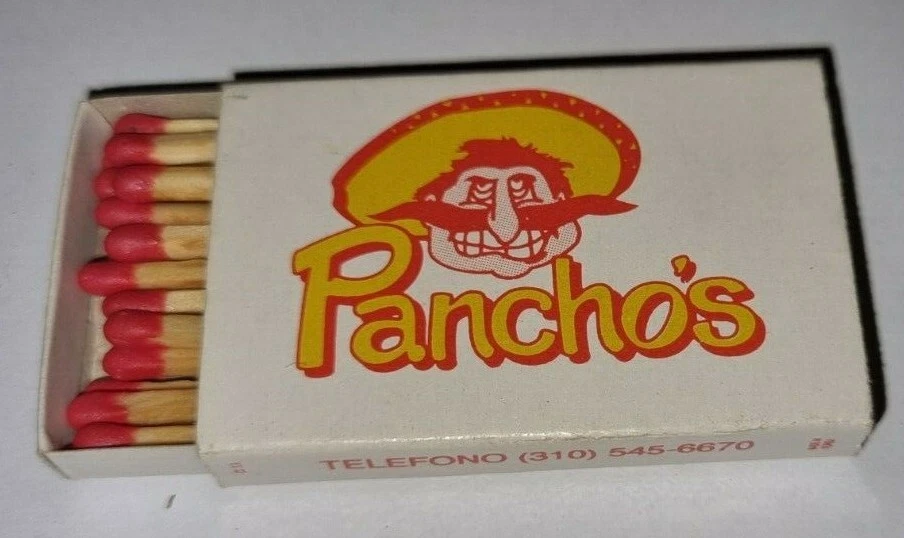 Pancho's
TELEFONO (310) 545-6670